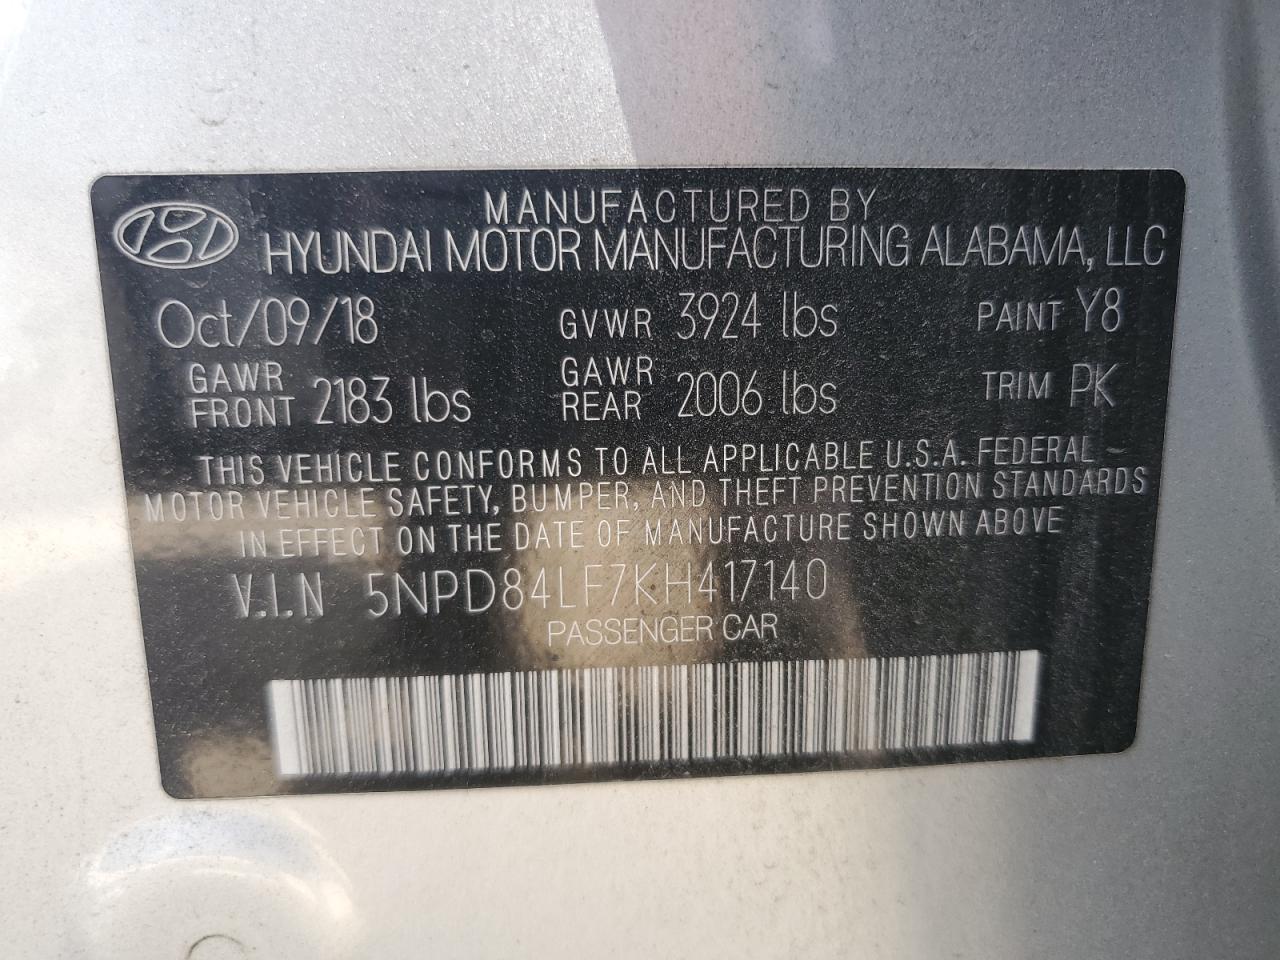 MANUFACTURED BY
HYUNDAI MOTOR MANUFACTURING ALABAMA, LLC
Oct/09/18 GVWR 3924 lbs PAINT Y8
GAWR FRONT 2183 lbs GAWR REAR 2006 lbs TRIM PK
THIS VEHICLE CONFORMS TO ALL APPLICABLE U.S.A. FEDERAL
MOTOR VEHICLE SAFETY, BUMPER, AND THEFT PREVENTION STANDARDS
IN EFFECT ON THE DATE OF MANUFACTURE SHOWN ABOVE
V.I.N 5NPD84LF7KH417140
PASSENGER CAR